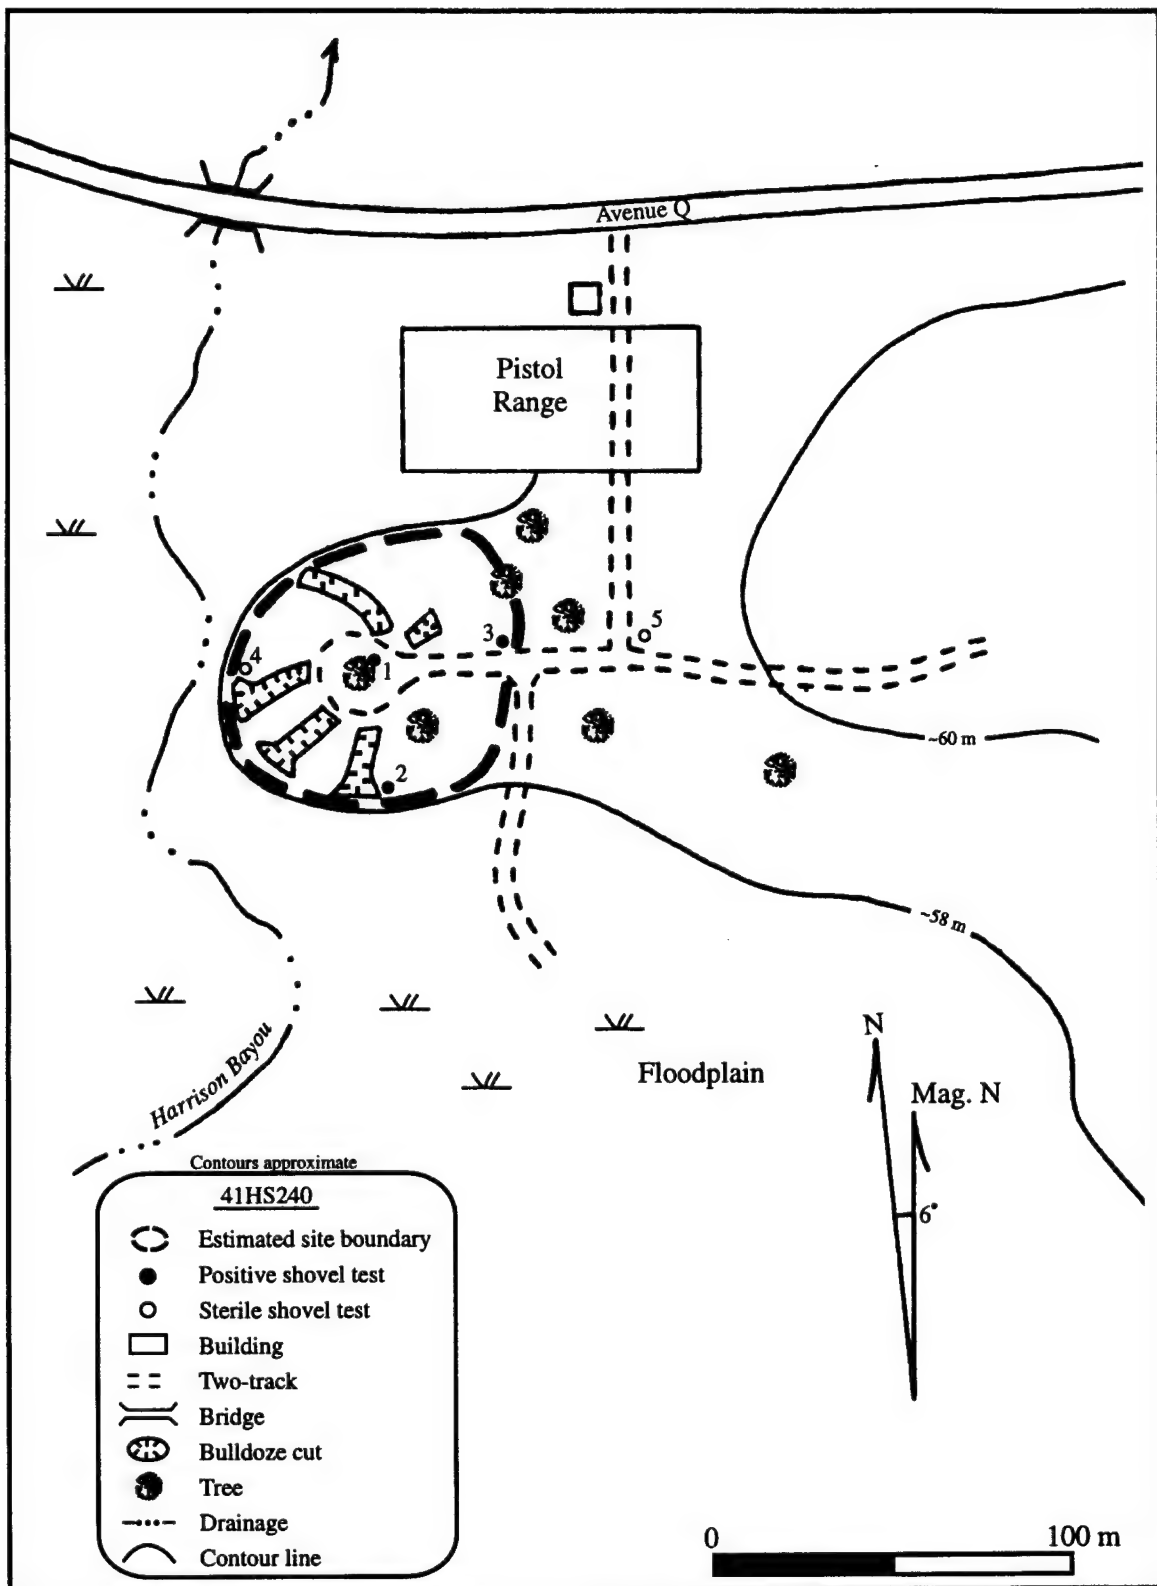 Avenue Q
Pistol
Range
5
3
4
1
2
~60 m
~58 m
N
Mag. N
6°
Floodplain
Harrison Bayou
Contours approximate
41HS240
Estimated site boundary
Positive shovel test
Sterile shovel test
Building
Two-track
Bridge
Bulldoze cut
Tree
Drainage
Contour line
0 100 m